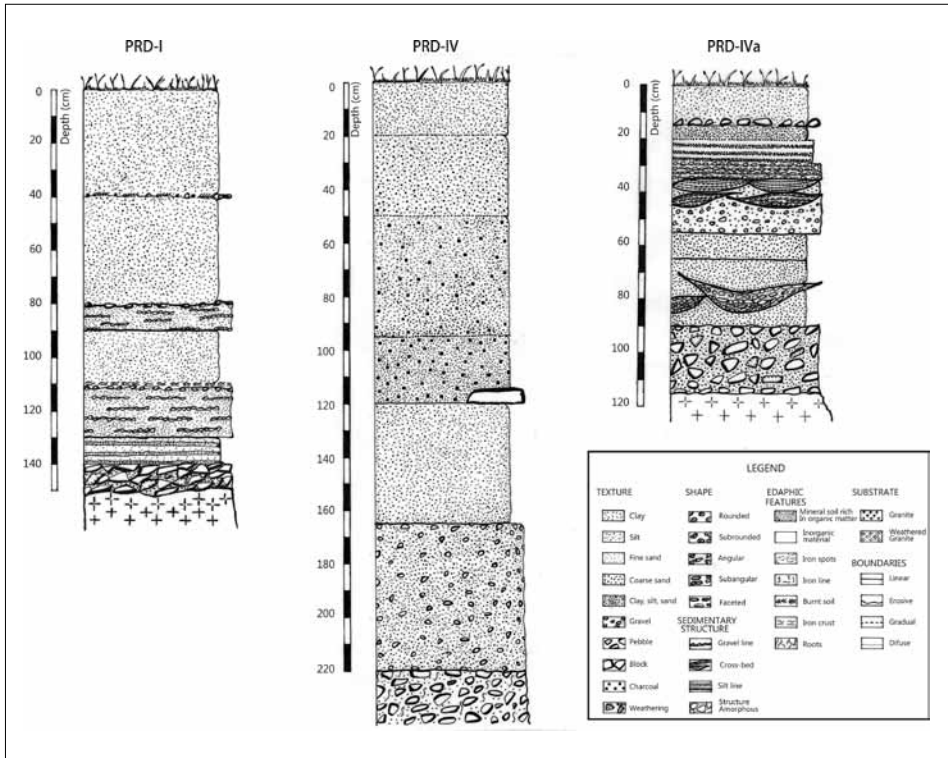 PRD-I
Depth (cm)
0
20
40
60
80
100
120
140
PRD-IV
Depth (cm)
0
20
40
60
80
100
120
140
160
180
200
220
PRD-IVa
Depth (cm)
0
20
40
60
80
100
120
LEGEND
TEXTURE
Clay
Silt
Fine sand
Coarse sand
Clay, silt, sand
Gravel
Pebble
Block
Charcoal
Weathering
SHAPE
Rounded
Subrounded
Angular
Subangular
Faceted
SEDIMENTARY
STRUCTURE
Gravel line
Cross-bed
Silt line
Structure
Amorphous
EDAPHIC
FEATURES
Mineral soil rich
In organic matter
Inorganic
material
Iron spots
Iron line
Burnt soil
Iron crust
Roots
SUBSTRATE
Granite
Weathered
Granite
BOUNDARIES
Linear
Erosive
Gradual
Difuse